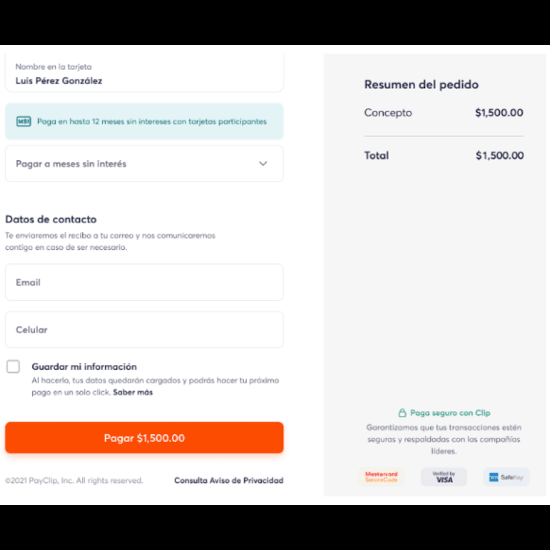 Nombre en la tarjeta
Luis Pérez González
MSI Paga en hasta 12 meses sin intereses con tarjetas participantes
Pagar a meses sin interés
Datos de contacto
Te enviaremos el recibo a tu correo y nos comunicaremos
contigo en caso de ser necesario.
Email
Celular
Guardar mi información
Al hacerlo, tus datos quedarán cargados y podrás hacer tu próximo
pago en un solo click. Saber más
Pagar $1,500.00
©2021 PayClip, Inc. All rights reserved.
Consulta Aviso de Privacidad
Resumen del pedido
Concepto $1,500.00
Total $1,500.00
Pago seguro con Clip
Garantizamos que tus transacciones estén
seguras y respaldadas con las compañías
líderes.
Mastercard
SecureCode
Verified by
VISA
SafeKey